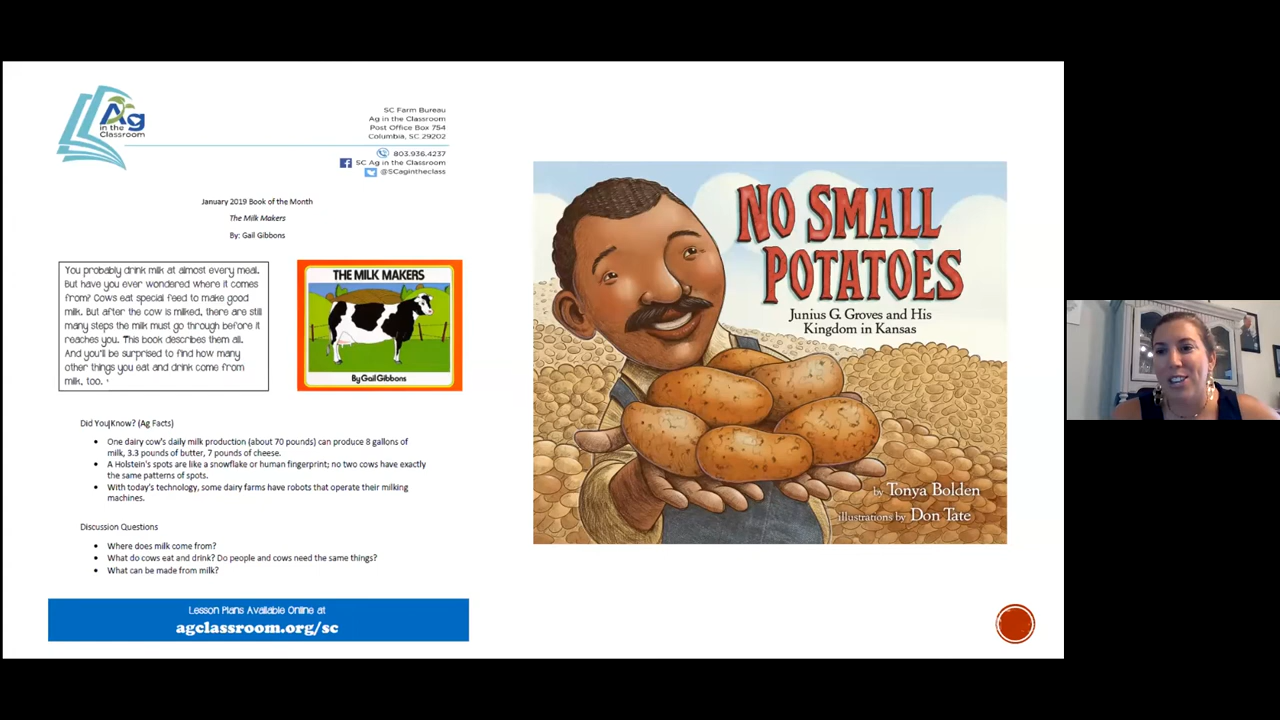 Ag
in the
Classroom
SC Farm Bureau
Ag in the Classroom
Post Office Box 754
Columbia, SC 29202
803.936.4237
SC Ag in the Classroom
@SCagintheclass
January 2019 Book of the Month
The Milk Makers
By: Gail Gibbons
You probably drink milk at almost every meal.
But have you ever wondered where it comes
from? Cows eat special feed to make good
milk. But after the cow is milked, there are still
many steps the milk must go through before it
reaches you. This book describes them all.
And you'll be surprised to find how many
other things you eat and drink come from
milk, too.
THE MILK MAKERS
By Gail Gibbons
Did You Know? (Ag Facts)
• One dairy cow's daily milk production (about 70 pounds) can produce 8 gallons of
milk, 3.3 pounds of butter, 7 pounds of cheese.
• A Holstein's spots are like a snowflake or human fingerprint; no two cows have exactly
the same patterns of spots.
• With today's technology, some dairy farms have robots that operate their milking
machines.
Discussion Questions
• Where does milk come from?
• What do cows eat and drink? Do people and cows need the same things?
• What can be made from milk?
Lesson Plans Available Online at
agclassroom.org/sc
NO SMALL
POTATOES
Junius G. Groves and His
Kingdom in Kansas
by Tonya Bolden
illustrations by Don Tate